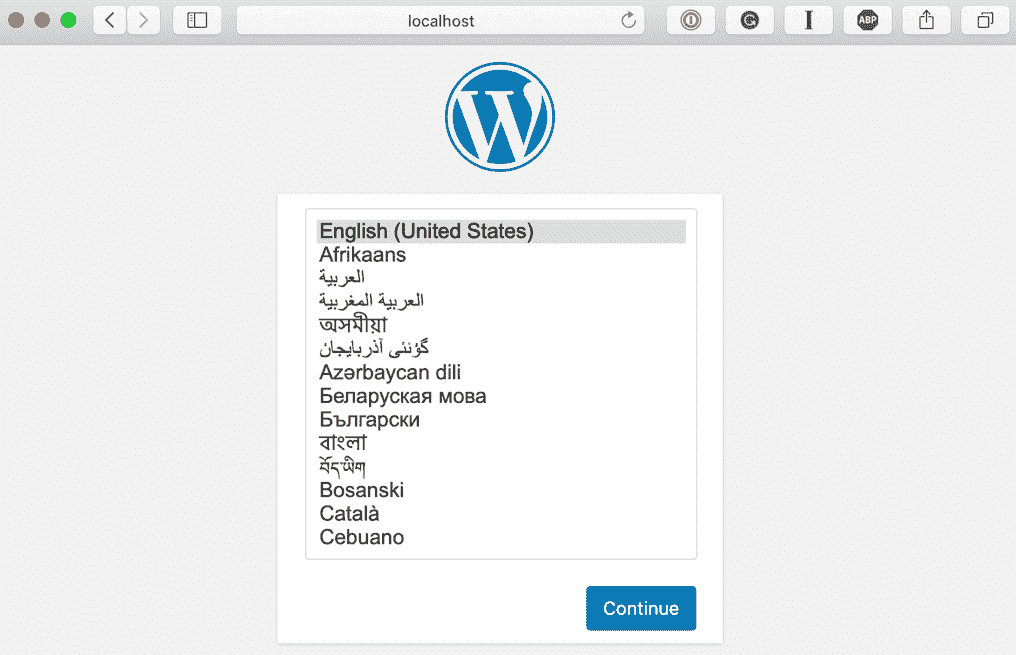 localhost
ABP
English (United States)
Afrikaans
العربية
العربية المغربية
অসমীয়া
گؤنئی آذربایجان
Azərbaycan dili
Беларуская мова
Български
বাংলা
བོད་ཡིག
Bosanski
Català
Cebuano
Continue